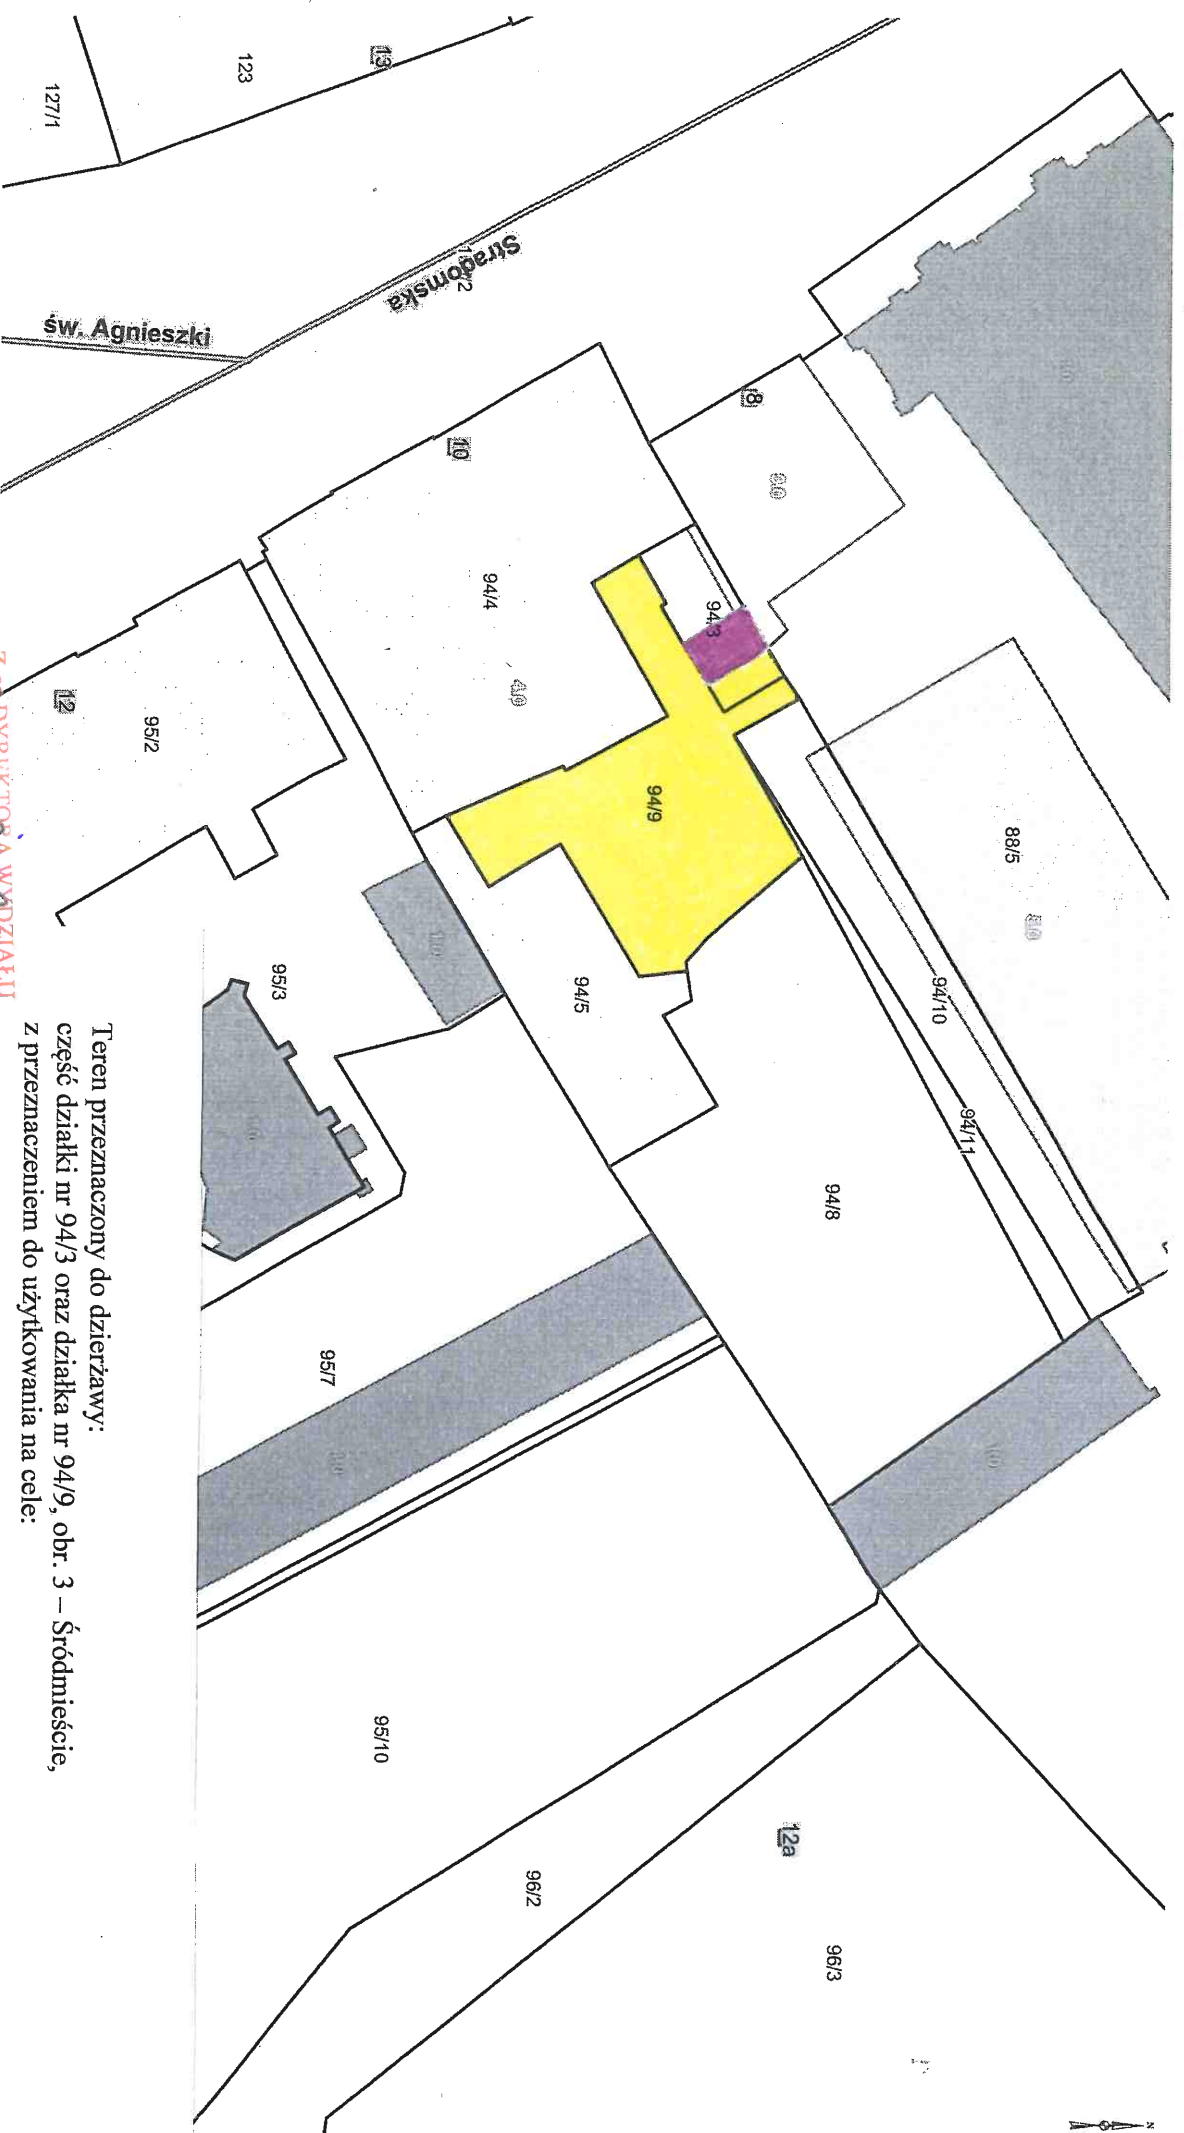 123
13
127/1
Stradomska
św. Agnieszki
8
10
94/3
94/4
12
95/2
94/9
88/5
94/10
94/5
95/3
94/11
94/8
95/7
95/10
12a
96/2
96/3
N
DYREKTORA WYDZIAŁU
Teren przeznaczony do dzierżawy:
część działki nr 94/3 oraz działka nr 94/9, obr. 3 – Śródmieście,
z przeznaczeniem do użytkowania na cele: